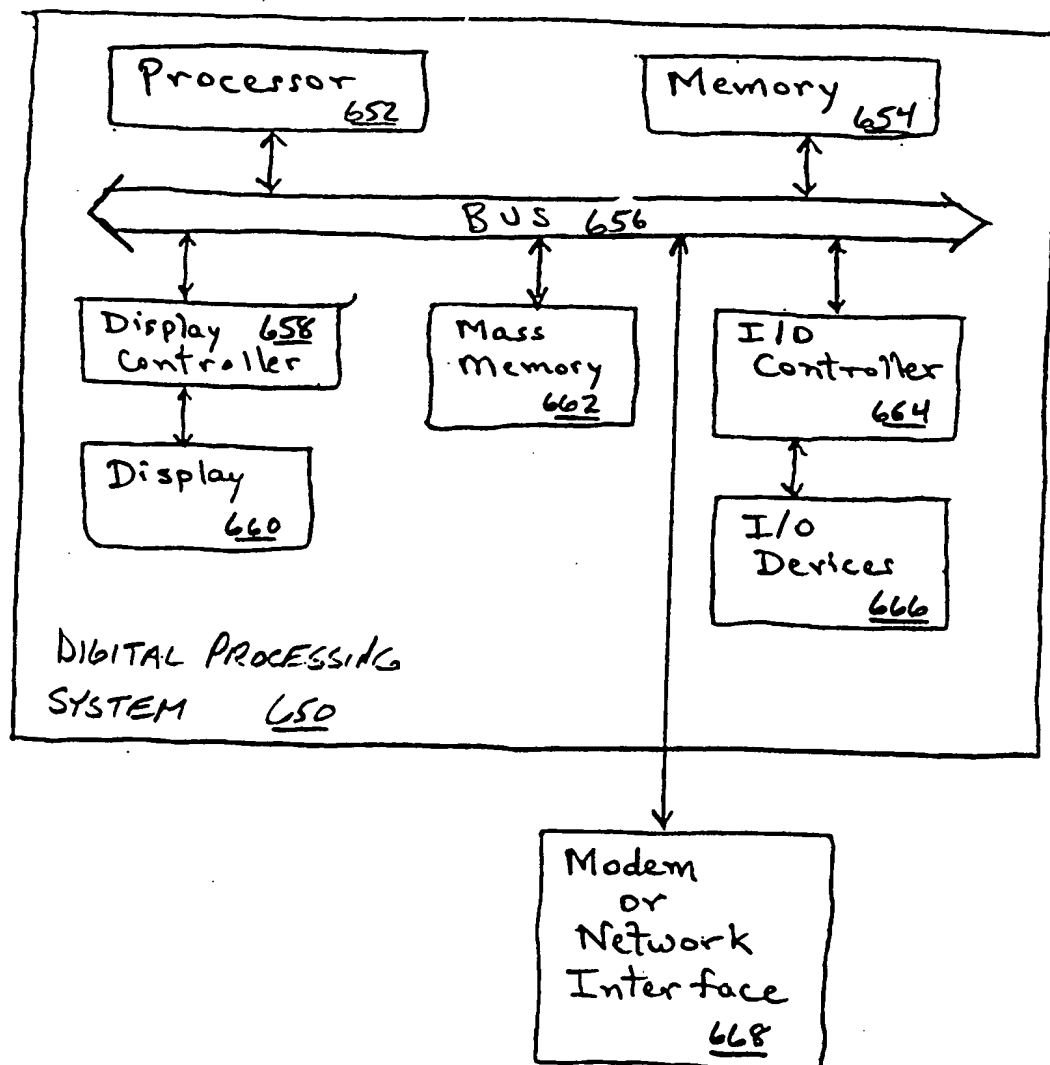 Processor
652
Memory
654
BUS 656
Display 658
Controller
Mass
Memory
662
I/O
Controller
664
Display
660
I/O
Devices
666
DIGITAL PROCESSING
SYSTEM 650
Modem
or
Network
Interface
668